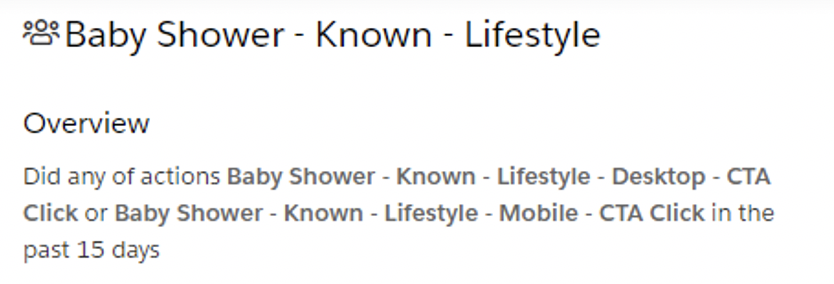 Baby Shower - Known - Lifestyle
Overview
Did any of actions Baby Shower - Known - Lifestyle - Desktop - CTA
Click or Baby Shower - Known - Lifestyle - Mobile - CTA Click in the
past 15 days